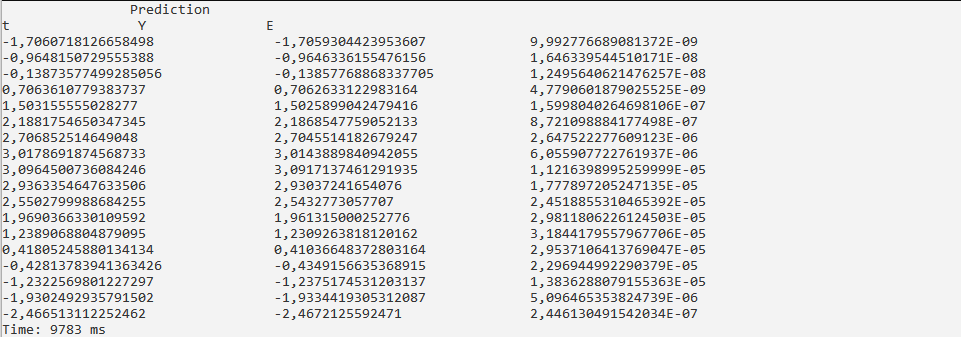 Prediction
t Y E
-1,7060718126658498 -1,7059304423953607 9,992776689081372E-09
-0,9648150729555388 -0,9646336155476156 1,646339544510171E-08
-0,13873577499285056 -0,13857768868337705 1,2495640621476257E-08
0,7063610779383737 0,7062633122983164 4,7790601879025525E-09
1,503155555028277 1,5025899042479416 1,5998040264698106E-07
2,1881754650347345 2,1868547759052133 8,721098884177498E-07
2,706852514649048 2,7045514182679247 2,647522277609123E-06
3,0178691874568733 3,0143889840942055 6,055907722761937E-06
3,0964500736084246 3,0917137461291935 1,1216398995259999E-05
2,9363354647633506 2,93037241654076 1,777897205247135E-05
2,5502799988684255 2,5432773057707 2,4518855310465392E-05
1,9690366330109592 1,961315000252776 2,9811806226124503E-05
1,2389068804879095 1,2309263818120162 3,1844179557967706E-05
0,41805245880134134 0,41036648372803164 2,9537106413769047E-05
-0,42813783941363426 -0,4349156635368915 2,296944992290379E-05
-1,2322569801227297 -1,2375174531203137 1,3836288079155363E-05
-1,9302492935791502 -1,9334419305312087 5,096465353824739E-06
-2,466513112252462 -2,4672125592471 2,446130491542034E-07
Time: 9783 ms